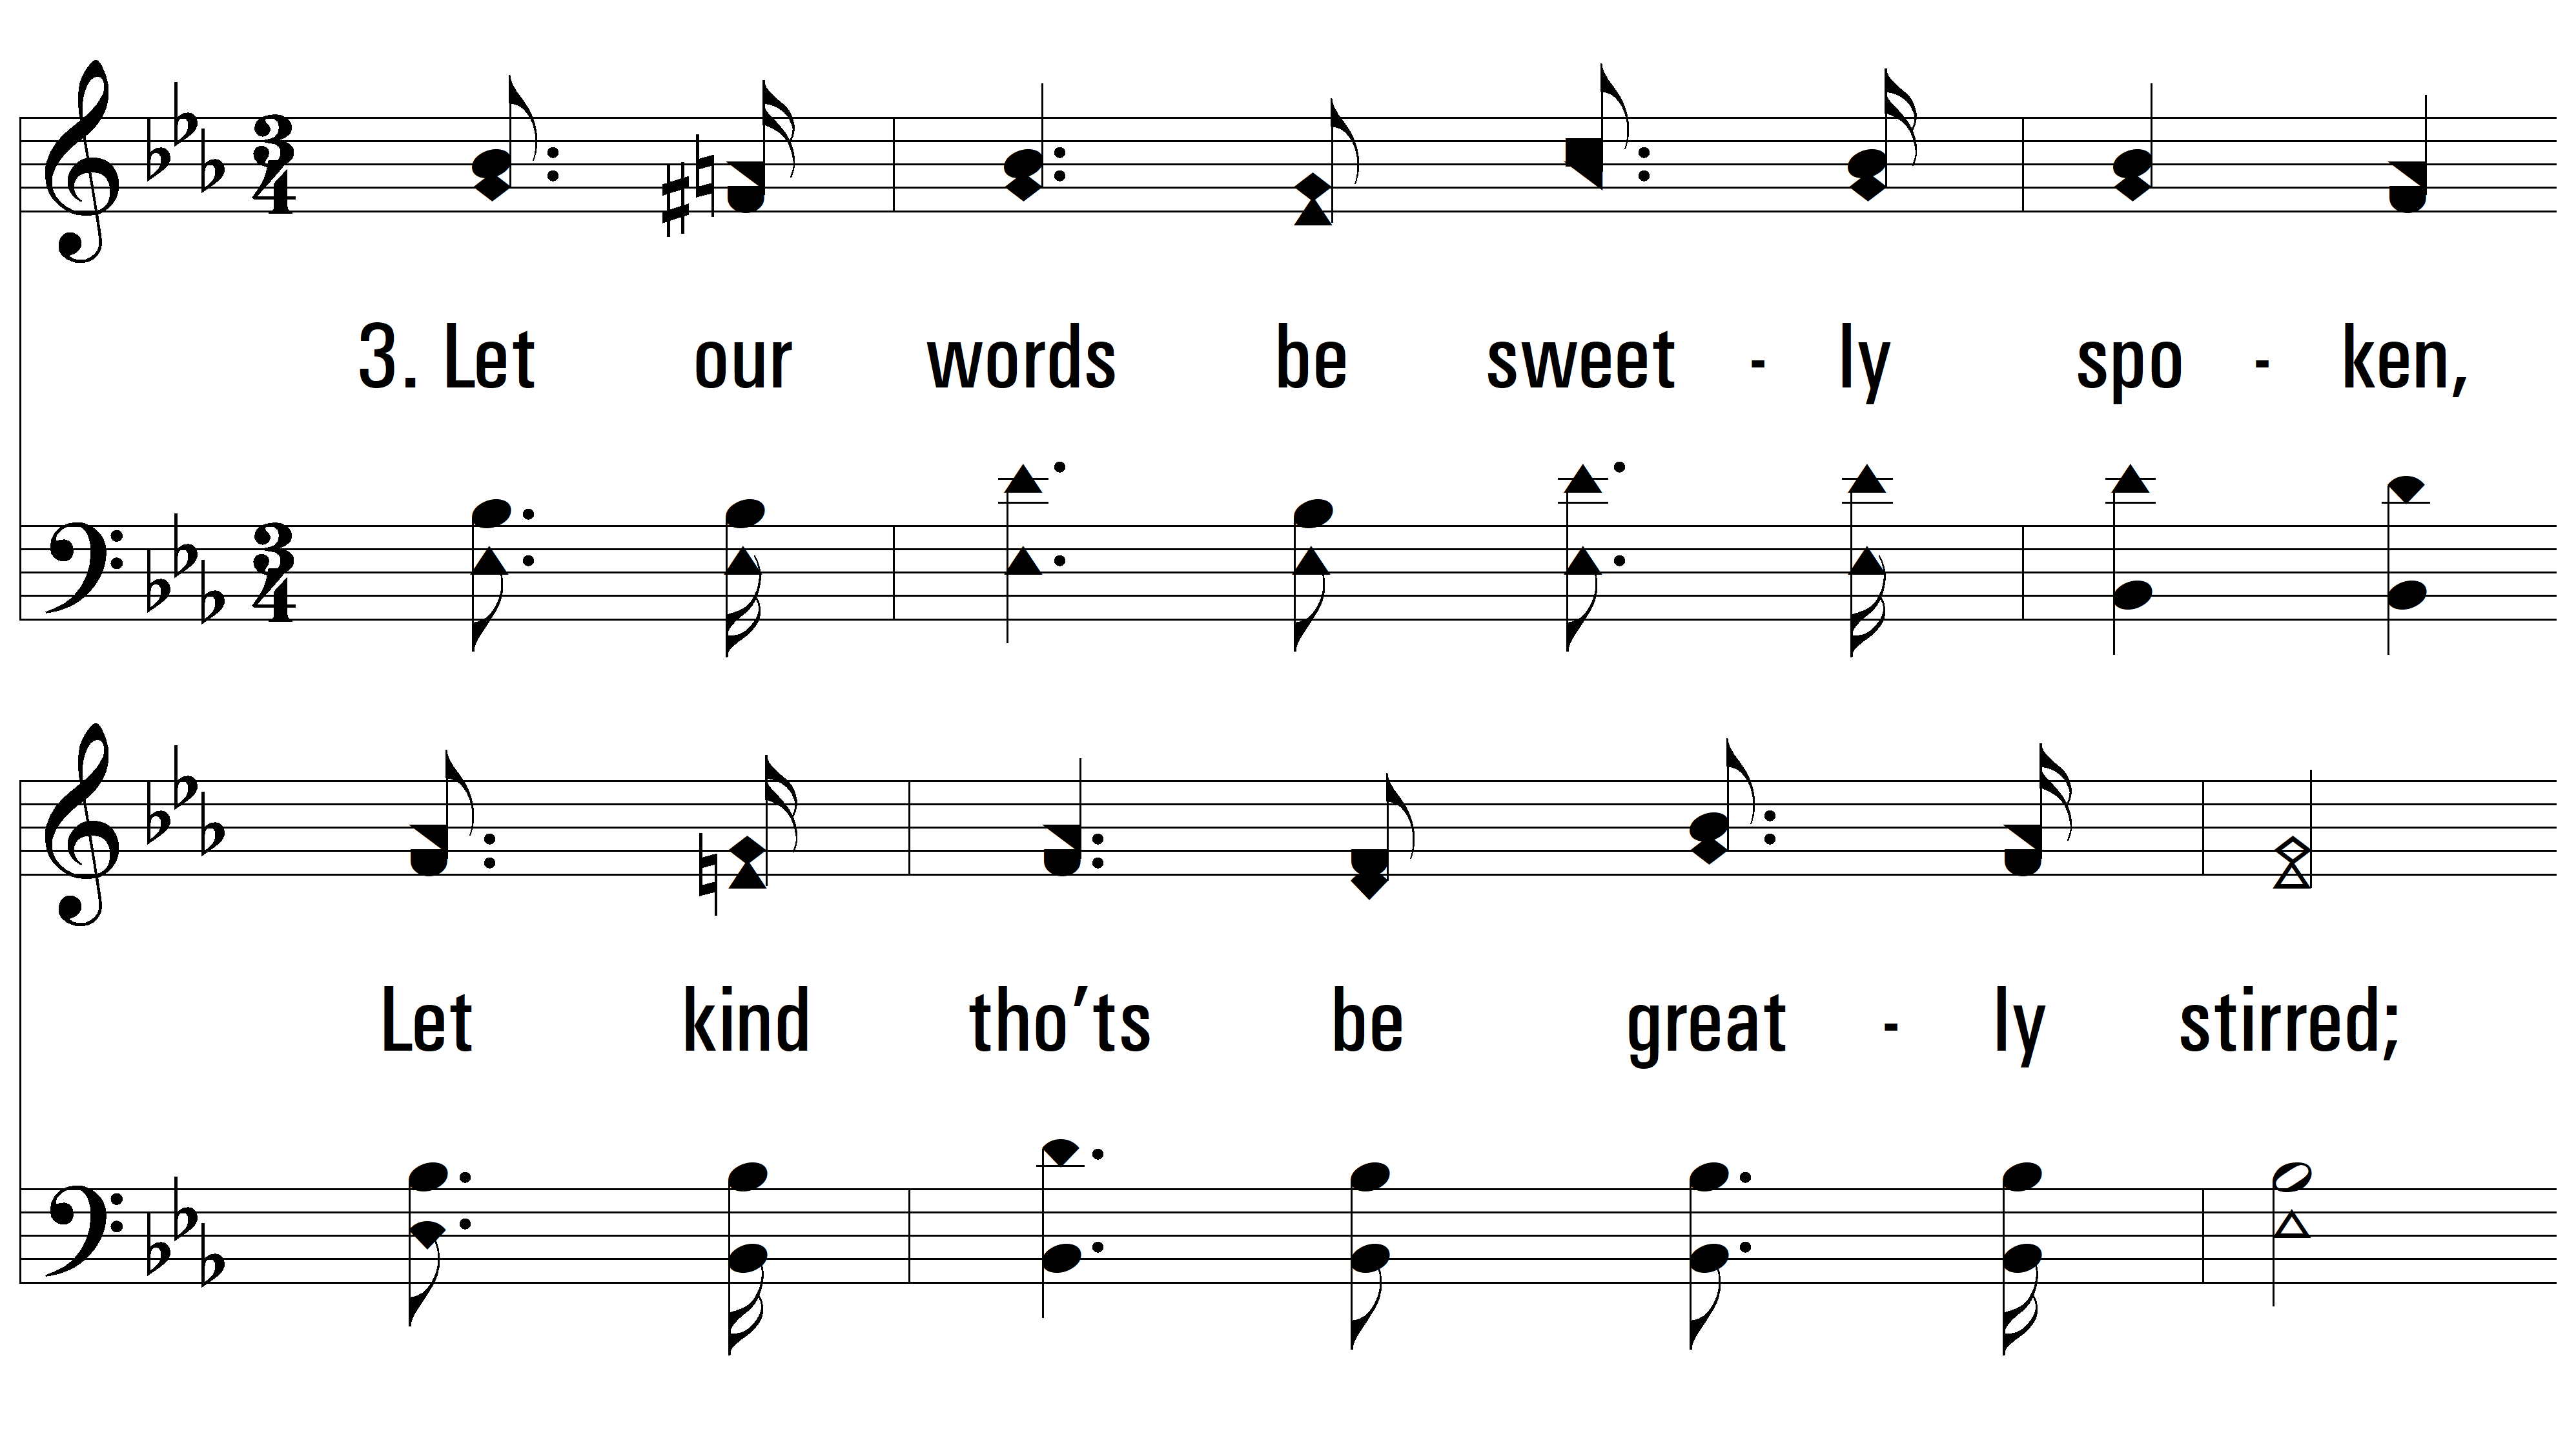 3. Let our words be sweet - ly spo - ken,
Let kind tho’ts be great - ly stirred;